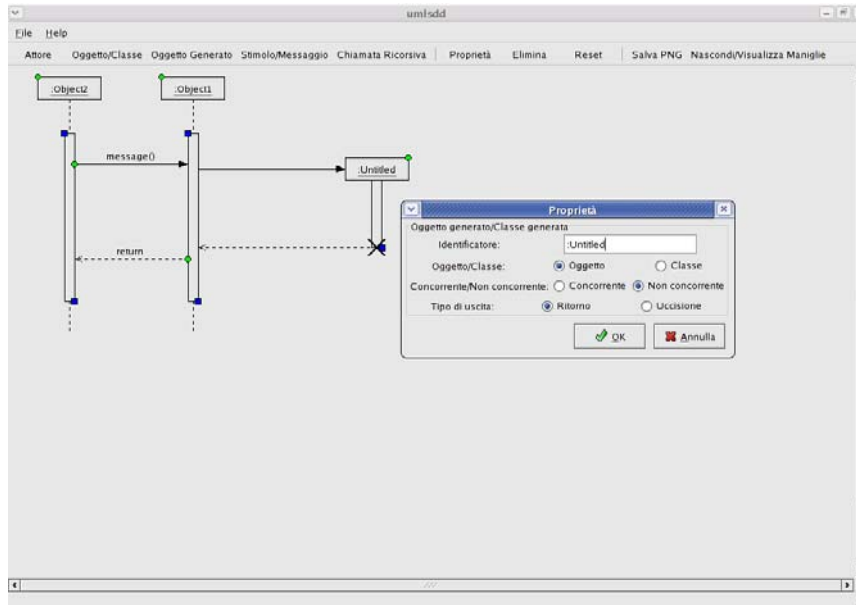 umlsdd
File Help
Attore Oggetto/Classe Oggetto Generato Stimolo/Messaggio Chiamata Ricorsiva Proprietà Elimina Reset Salva PNG Nascondi/Visualizza Maniglie
:Object2 :Object1
message()
:Untitled
return
Proprietà
Oggetto generato/Classe generata
Identificatore: :Untitled
Oggetto/Classe: Oggetto Classe
Concorrente/Non concorrente: Concorrente Non concorrente
Tipo di uscita: Ritorno Uccisione
OK Annulla